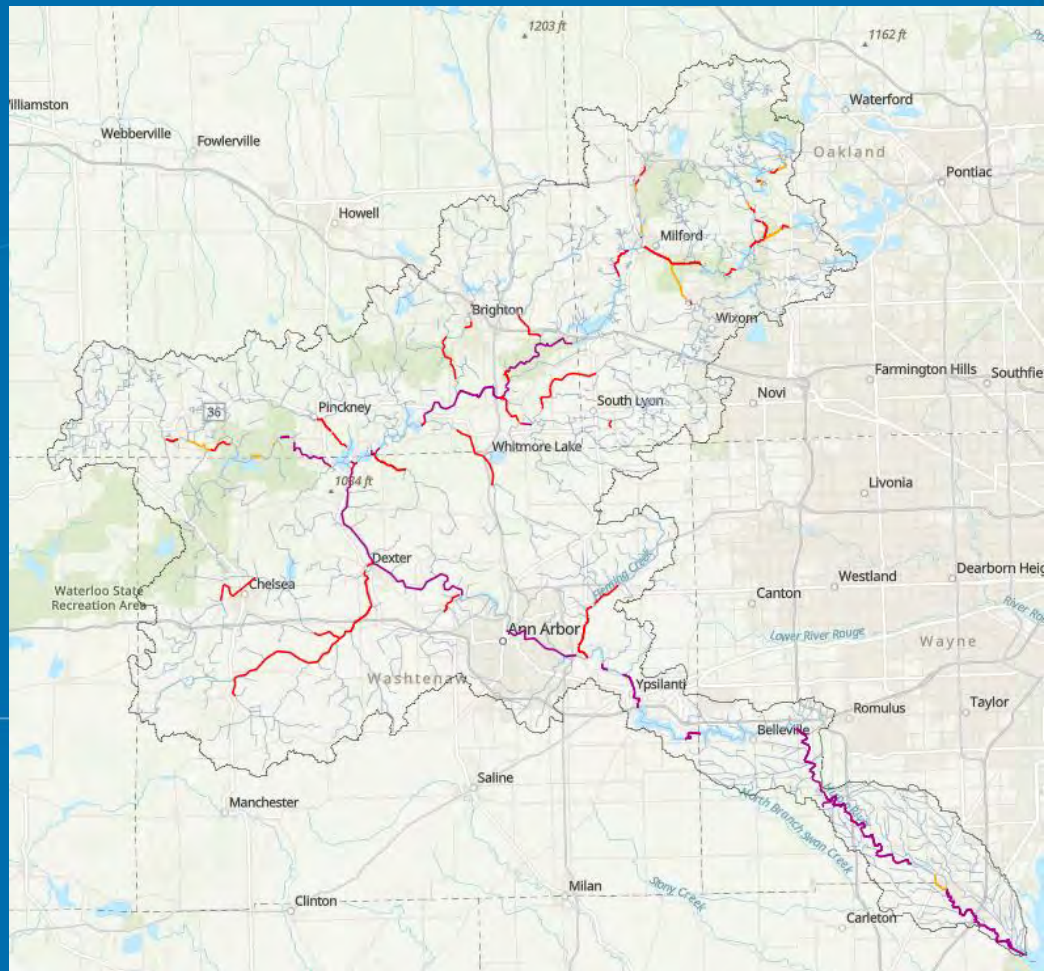 1203 ft
1162 ft
Williamston
Webberville
Fowlerville
Waterford
Oakland
Pontiac
Howell
Milford
Brighton
Wixom
Farmington Hills
Southfie
Novi
36
Pinckney
South Lyon
Whitmore Lake
1034 ft
Livonia
Dexter
Fleming Creek
Chelsea
Waterloo State
Recreation Area
Westland
Dearborn Heig
Canton
Ann Arbor
Lower River Rouge
River Ro
Wayne
Washtenaw
Ypsilanti
Taylor
Romulus
Belleville
Saline
Manchester
North Branch Swan Creek
Milan
Stony Creek
Clinton
Carleton